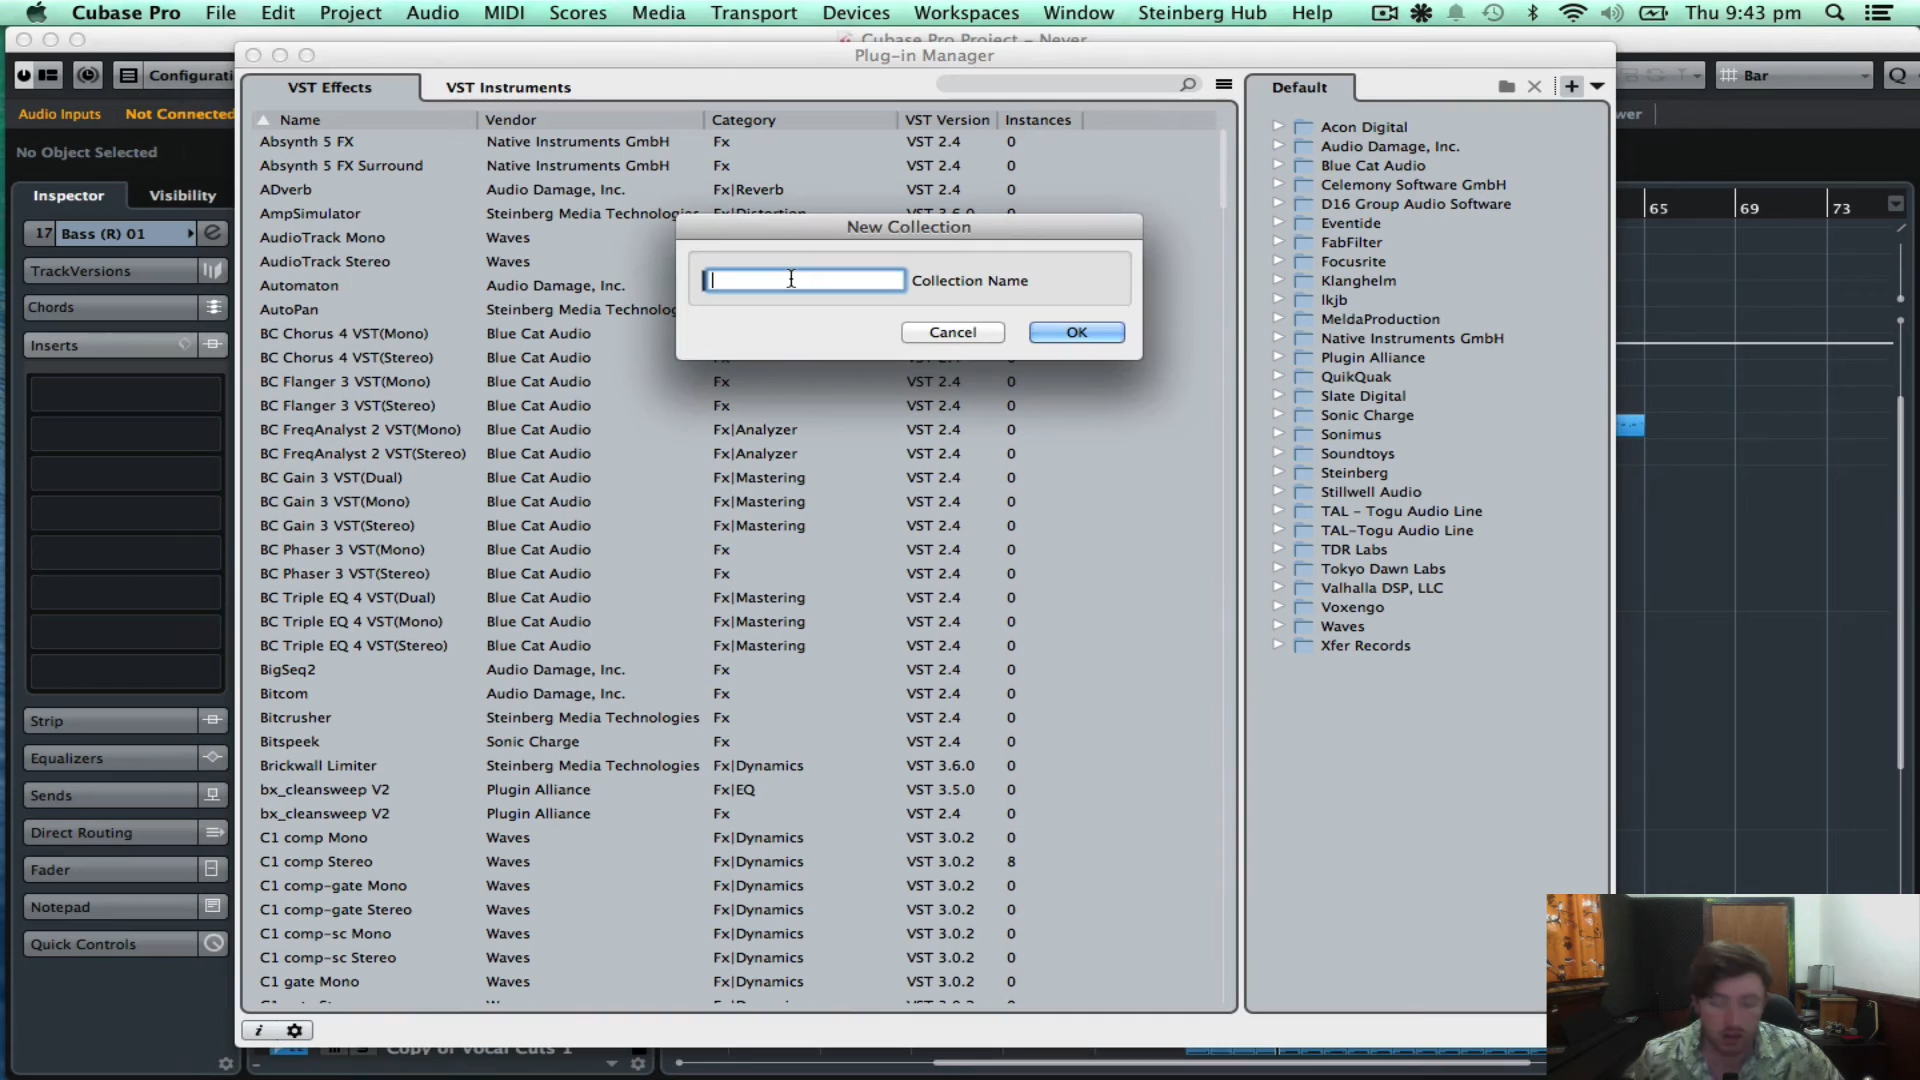 Cubase Pro File Edit Project Audio MIDI Scores Media Transport Devices Workspaces Window Steinberg Hub Help Thu 9:43 pm
Cubase Pro Project - Never
Plug-in Manager
Configurati
Bar
Audio Inputs Not Connected
No Object Selected
Inspector Visibility
17 Bass (R) 01
TrackVersions
Chords
Inserts
Strip
Equalizers
Sends
Direct Routing
Fader
Notepad
Quick Controls
VST Effects VST Instruments
Name Vendor Category VST Version Instances
Absynth 5 FX Native Instruments GmbH Fx VST 2.4 0
Absynth 5 FX Surround Native Instruments GmbH Fx VST 2.4 0
ADverb Audio Damage, Inc. Fx|Reverb VST 2.4 0
AmpSimulator Steinberg Media Technologies Fx|Distortion VST 3.6.0 0
AudioTrack Mono Waves
AudioTrack Stereo Waves
Automaton Audio Damage, Inc.
AutoPan Steinberg Media Technolog
BC Chorus 4 VST(Mono) Blue Cat Audio
BC Chorus 4 VST(Stereo) Blue Cat Audio
BC Flanger 3 VST(Mono) Blue Cat Audio Fx VST 2.4 0
BC Flanger 3 VST(Stereo) Blue Cat Audio Fx VST 2.4 0
BC FreqAnalyst 2 VST(Mono) Blue Cat Audio Fx|Analyzer VST 2.4 0
BC FreqAnalyst 2 VST(Stereo) Blue Cat Audio Fx|Analyzer VST 2.4 0
BC Gain 3 VST(Dual) Blue Cat Audio Fx|Mastering VST 2.4 0
BC Gain 3 VST(Mono) Blue Cat Audio Fx|Mastering VST 2.4 0
BC Gain 3 VST(Stereo) Blue Cat Audio Fx|Mastering VST 2.4 0
BC Phaser 3 VST(Mono) Blue Cat Audio Fx VST 2.4 0
BC Phaser 3 VST(Stereo) Blue Cat Audio Fx VST 2.4 0
BC Triple EQ 4 VST(Dual) Blue Cat Audio Fx|Mastering VST 2.4 0
BC Triple EQ 4 VST(Mono) Blue Cat Audio Fx|Mastering VST 2.4 0
BC Triple EQ 4 VST(Stereo) Blue Cat Audio Fx|Mastering VST 2.4 0
BigSeq2 Audio Damage, Inc. Fx VST 2.4 0
Bitcom Audio Damage, Inc. Fx VST 2.4 0
Bitcrusher Steinberg Media Technologies Fx VST 2.4 0
Bitspeek Sonic Charge Fx VST 2.4 0
Brickwall Limiter Steinberg Media Technologies Fx|Dynamics VST 3.6.0 0
bx_cleansweep V2 Plugin Alliance Fx|EQ VST 3.5.0 0
bx_cleansweep V2 Plugin Alliance Fx VST 2.4 0
C1 comp Mono Waves Fx|Dynamics VST 3.0.2 0
C1 comp Stereo Waves Fx|Dynamics VST 3.0.2 8
C1 comp-gate Mono Waves Fx|Dynamics VST 3.0.2 0
C1 comp-gate Stereo Waves Fx|Dynamics VST 3.0.2 0
C1 comp-sc Mono Waves Fx|Dynamics VST 3.0.2 0
C1 comp-sc Stereo Waves Fx|Dynamics VST 3.0.2 0
C1 gate Mono Waves Fx|Dynamics VST 3.0.2 0
New Collection
Collection Name
Cancel OK
Default
Acon Digital
Audio Damage, Inc.
Blue Cat Audio
Celemony Software GmbH
D16 Group Audio Software
Eventide
FabFilter
Focusrite
Klanghelm
lkjb
MeldaProduction
Native Instruments GmbH
Plugin Alliance
QuikQuak
Slate Digital
Sonic Charge
Sonimus
Soundtoys
Steinberg
Stillwell Audio
TAL - Togu Audio Line
TAL-Togu Audio Line
TDR Labs
Tokyo Dawn Labs
Valhalla DSP, LLC
Voxengo
Waves
Xfer Records
wer
65 69 73
Copy of Vocal Cuts 1